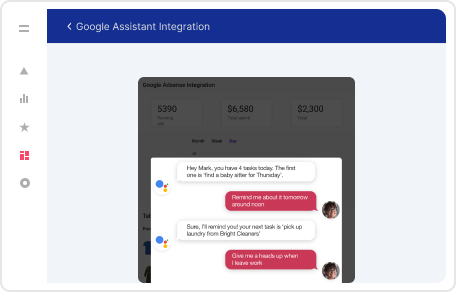 Google Assistant Integration
Google Adsense Integration
5390
$6,580
$2,300
Total spend
Total
Month Week Day
Hey Mark, you have 4 tasks today. The first
one is 'find a baby sitter for Thursday'.
Remind me about it tomorrow
around noon
Sure, I'll remind you! your next task is 'pick up
laundry from Bright Cleaners'
Give me a heads up when
I leave work